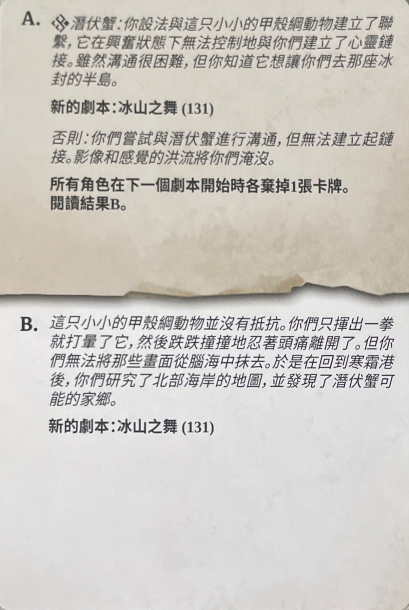 A. 潛伏蟹：你設法與這只小小的甲殼綱動物建立了聯
繫，它在興奮狀態下無法控制地與你們建立了心靈鏈
接。雖然溝通很困難，但你知道它想讓你們去那座冰
封的半島。
新的劇本：冰山之舞 (131)
否則：你們嘗試與潛伏蟹進行溝通，但無法建立起鏈
接。影像和感覺的洪流將你們淹沒。
所有角色在下一個劇本開始時各棄掉1張卡牌。
閱讀結果B。
B. 這只小小的甲殼綱動物並沒有抵抗。你們只揮出一拳
就打暈了它，然後跌跌撞撞地忍著頭痛離開了。但你
們無法將那些畫面從腦海中抹去。於是在回到寒霜港
後，你們研究了北部海岸的地圖，並發現了潛伏蟹可
能的家鄉。
新的劇本：冰山之舞 (131)